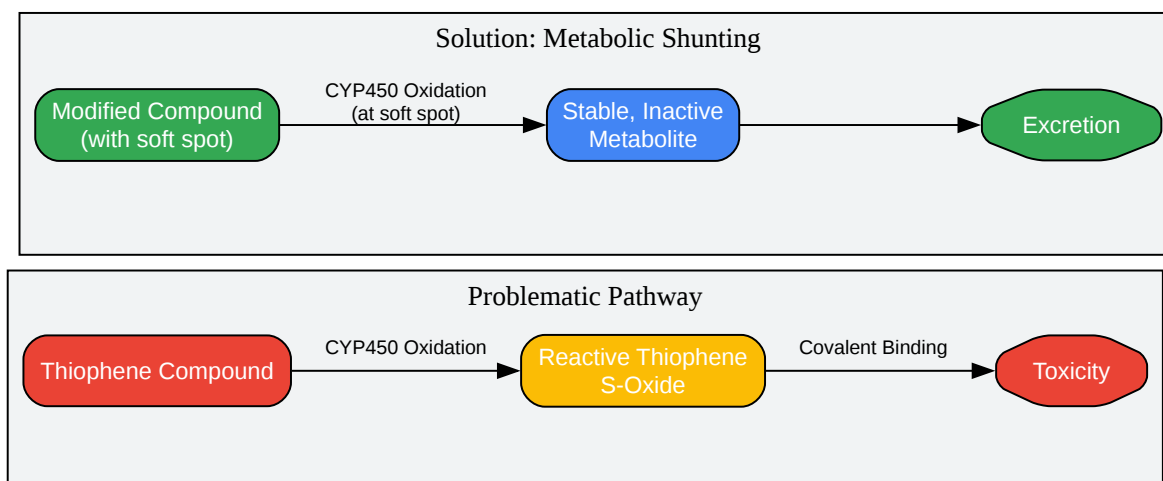 Solution: Metabolic Shunting
Modified Compound
(with soft spot)
CYP450 Oxidation
(at soft spot)
Stable, Inactive
Metabolite
Excretion
Problematic Pathway
Thiophene Compound
CYP450 Oxidation
Reactive Thiophene
S-Oxide
Covalent Binding
Toxicity